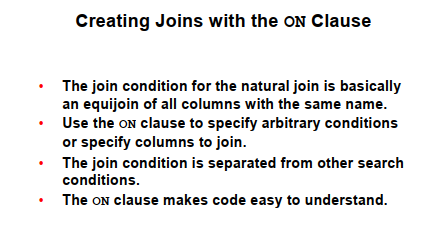 Creating Joins with the ON Clause
• The join condition for the natural join is basically
an equijoin of all columns with the same name.
• Use the ON clause to specify arbitrary conditions
or specify columns to join.
• The join condition is separated from other search
conditions.
• The ON clause makes code easy to understand.